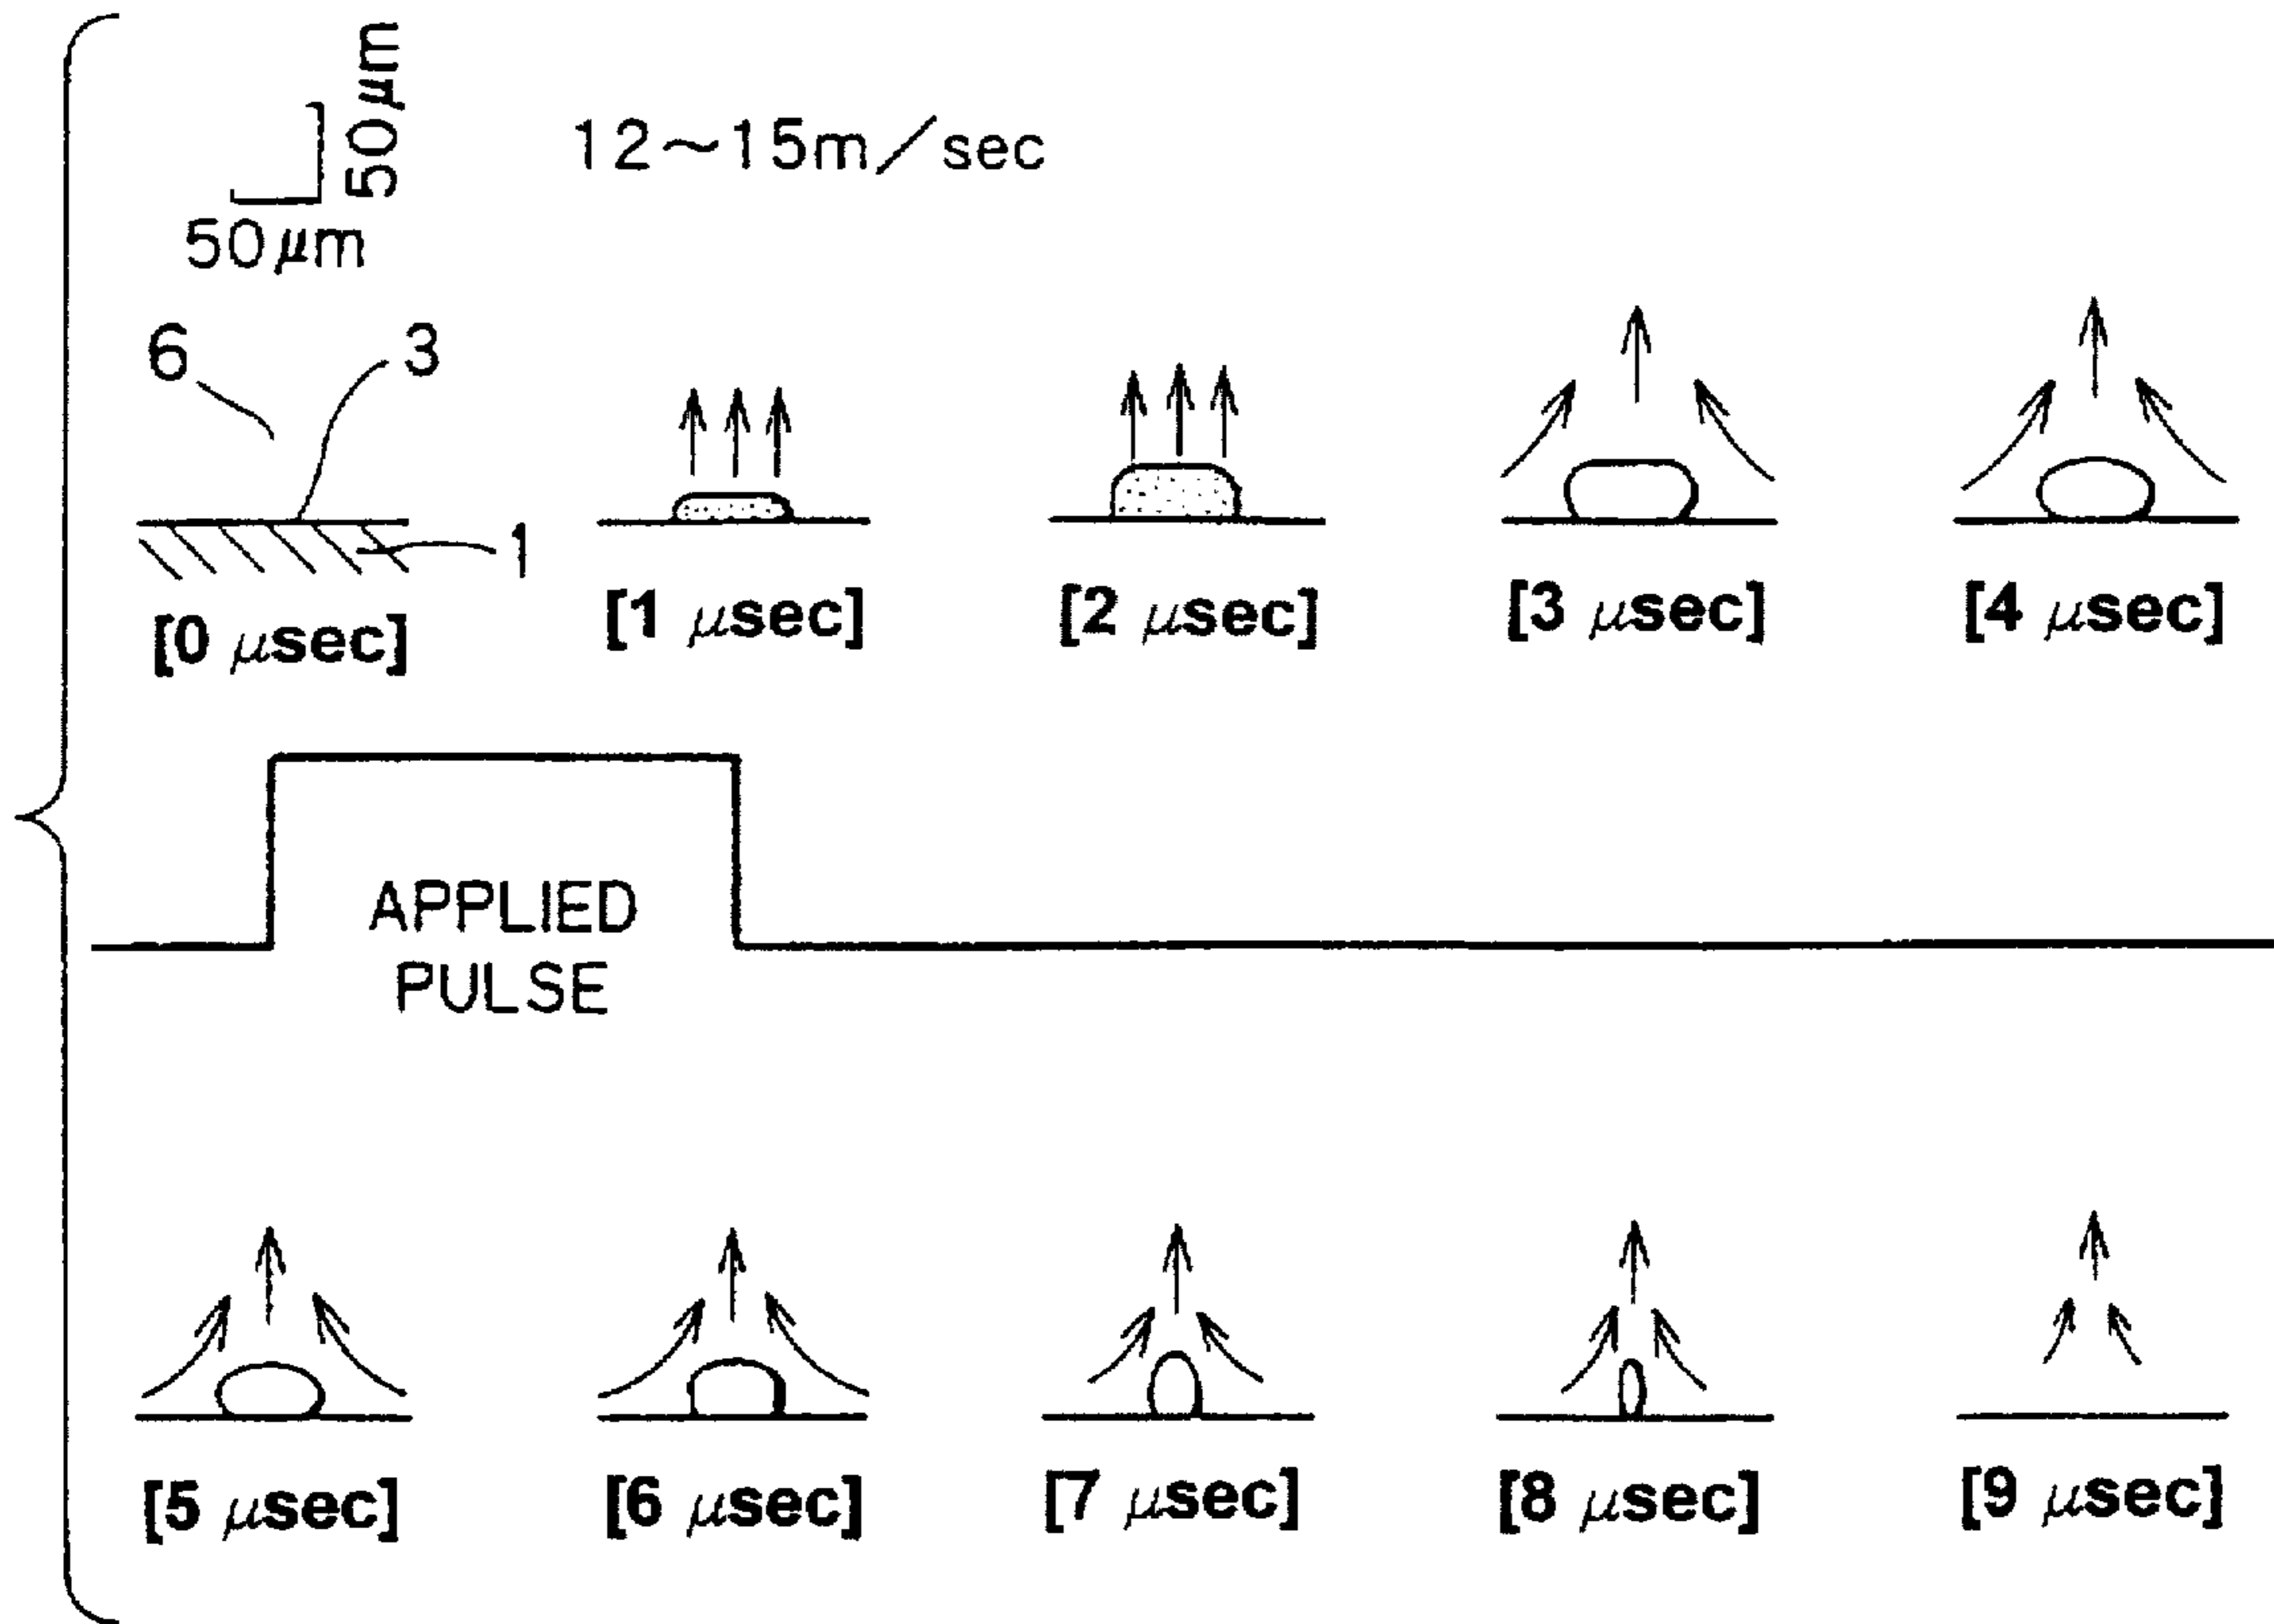 50μm
12~15m/sec
50μm
6
3
1
[0 μsec]
[1 μsec]
[2 μsec]
[3 μsec]
[4 μsec]
APPLIED
PULSE
[5 μsec]
[6 μsec]
[7 μsec]
[8 μsec]
[9 μsec]